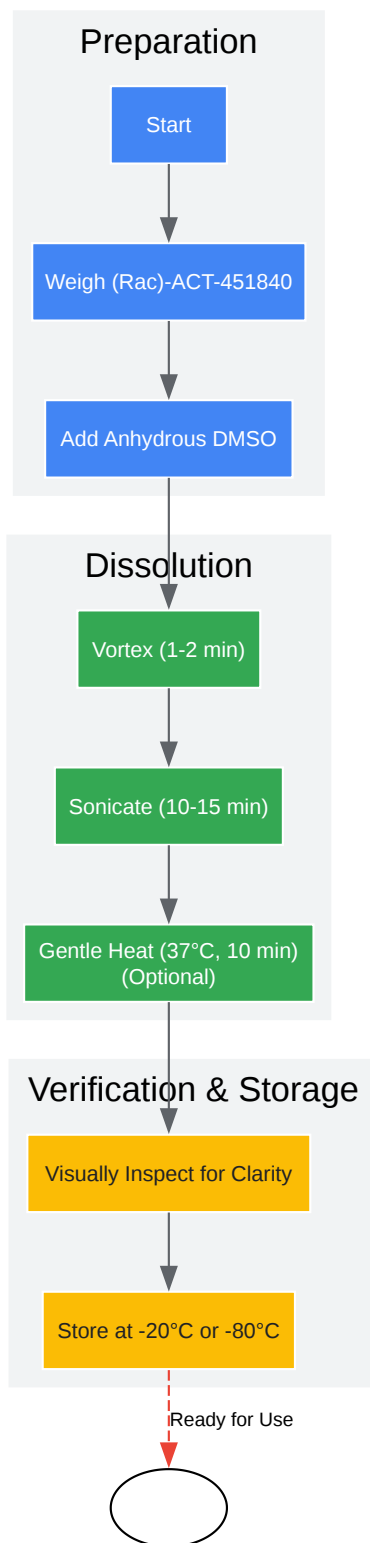 Preparation
Start
Weigh (Rac)-ACT-451840
Add Anhydrous DMSO
Dissolution
Vortex (1-2 min)
Sonicate (10-15 min)
Gentle Heat (37°C, 10 min)
(Optional)
Verification & Storage
Visually Inspect for Clarity
Store at -20°C or -80°C
Ready for Use